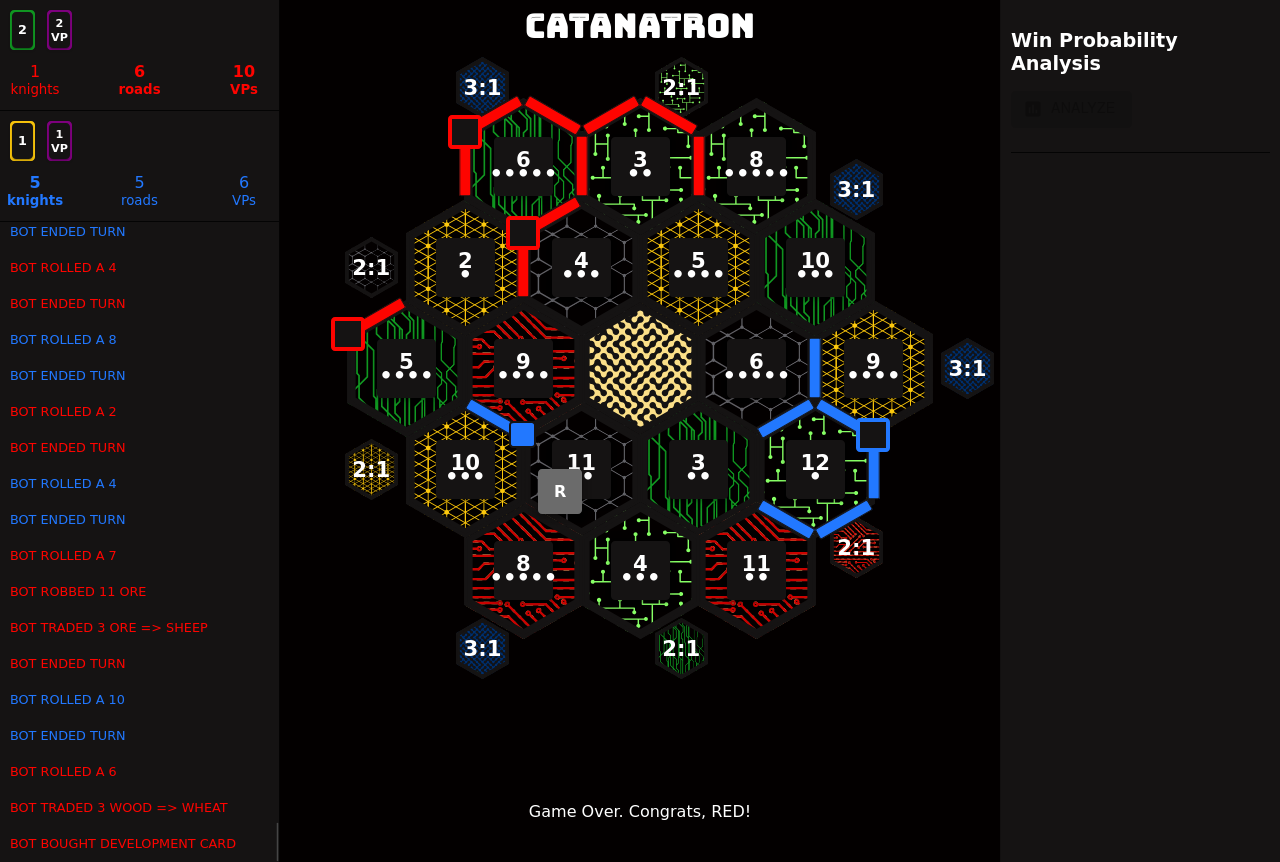 CATANATRON
2
2
VP
1
knights
6
roads
10
VPs
1
1
VP
5
knights
5
roads
6
VPs
BOT ENDED TURN
BOT ROLLED A 4
BOT ENDED TURN
BOT ROLLED A 8
BOT ENDED TURN
BOT ROLLED A 2
BOT ENDED TURN
BOT ROLLED A 4
BOT ENDED TURN
BOT ROLLED A 7
BOT ROBBED 11 ORE
BOT TRADED 3 ORE => SHEEP
BOT ENDED TURN
BOT ROLLED A 10
BOT ENDED TURN
BOT ROLLED A 6
BOT TRADED 3 WOOD => WHEAT
BOT BOUGHT DEVELOPMENT CARD
3:1
2:1
6
3
8
3:1
2:1
2
4
5
10
5
9
6
9
3:1
2:1
10
11
3
12
R
8
4
11
2:1
3:1
2:1
Game Over. Congrats, RED!
Win Probability
Analysis
ANALYZE